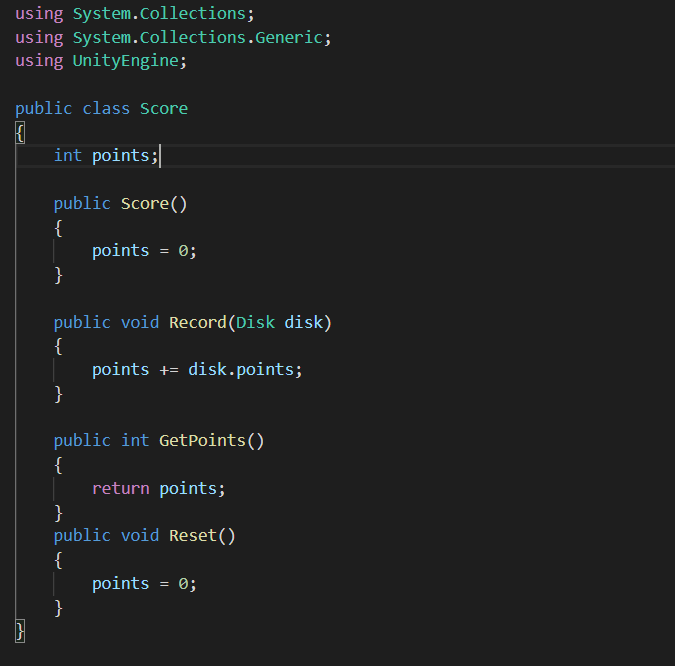 using System.Collections;
using System.Collections.Generic;
using UnityEngine;

public class Score
{
    int points;

    public Score()
    {
        points = 0;
    }

    public void Record(Disk disk)
    {
        points += disk.points;
    }

    public int GetPoints()
    {
        return points;
    }
    public void Reset()
    {
        points = 0;
    }
}